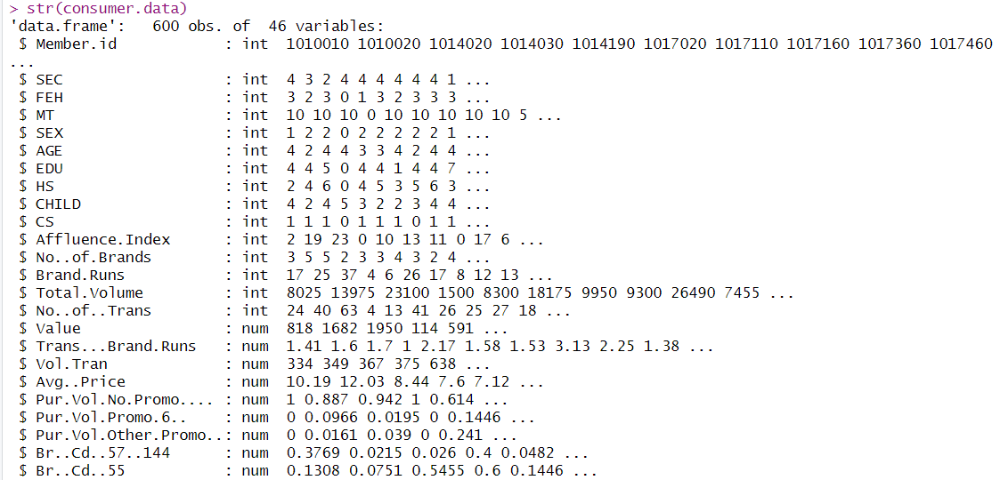 > str(consumer.data)
'data.frame':   600 obs. of  46 variables:
 $ Member.id            : int  1010010 1010020 1014020 1014030 1014190 1017020 1017110 1017160 1017360 1017460
...
 $ SEC                  : int  4 3 2 4 4 4 4 4 4 1 ...
 $ FEH                  : int  3 2 3 0 1 3 2 3 3 3 ...
 $ MT                   : int  10 10 10 0 10 10 10 10 10 5 ...
 $ SEX                  : int  1 2 2 0 2 2 2 2 2 1 ...
 $ AGE                  : int  4 2 4 4 3 3 4 2 4 4 ...
 $ EDU                  : int  4 4 5 0 4 4 1 4 4 7 ...
 $ HS                   : int  2 4 6 0 4 5 3 5 6 3 ...
 $ CHILD                : int  4 2 4 5 3 2 2 3 4 4 ...
 $ CS                   : int  1 1 1 0 1 1 1 0 1 1 ...
 $ Affluence.Index      : int  2 19 23 0 10 13 11 0 17 6 ...
 $ No..of.Brands        : int  3 5 5 2 3 3 4 3 2 4 ...
 $ Brand.Runs           : int  17 25 37 4 6 26 17 8 12 13 ...
 $ Total.Volume         : int  8025 13975 23100 1500 8300 18175 9950 9300 26490 7455 ...
 $ No..of..Trans        : int  24 40 63 4 13 41 26 25 27 18 ...
 $ Value                : num  818 1682 1950 114 591 ...
 $ Trans...Brand.Runs   : num  1.41 1.6 1.7 1 2.17 1.58 1.53 3.13 2.25 1.38 ...
 $ Vol.Tran             : num  334 349 367 375 638 ...
 $ Avg..Price           : num  10.19 12.03 8.44 7.6 7.12 ...
 $ Pur.Vol.No.Promo.... : num  1 0.887 0.942 1 0.614 ...
 $ Pur.Vol.Promo.6..    : num  0 0.0966 0.0195 0 0.1446 ...
 $ Pur.Vol.Other.Promo..: num  0 0.0161 0.039 0 0.241 ...
 $ Br..Cd..57..144      : num  0.3769 0.0215 0.026 0.4 0.0482 ...
 $ Br..Cd..55           : num  0.1308 0.0751 0.5455 0.6 0.1446 ...